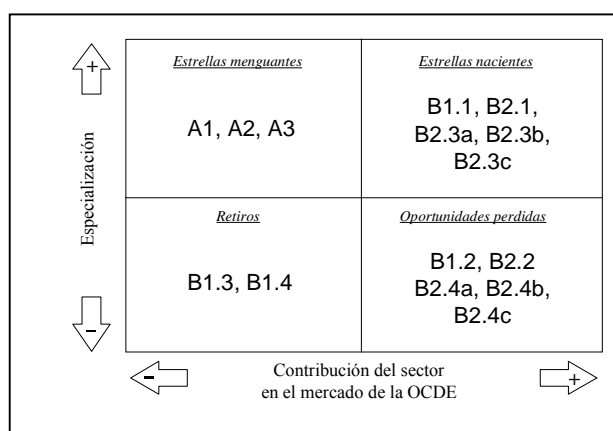 +
Especialización
−
Estrellas menguantes
A1, A2, A3
Estrellas nacientes
B1.1, B2.1,
B2.3a, B2.3b,
B2.3c
Retiros
B1.3, B1.4
Oportunidades perdidas
B1.2, B2.2
B2.4a, B2.4b,
B2.4c
−
Contribución del sector
en el mercado de la OCDE
+